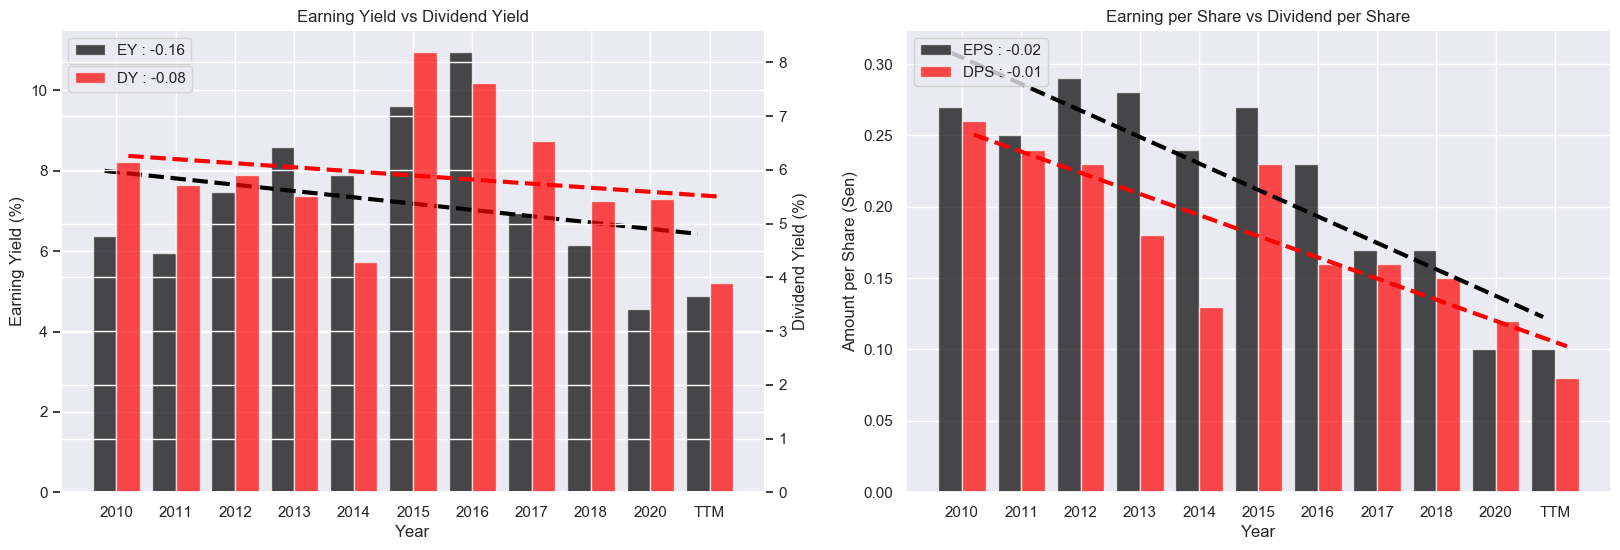 Earning Yield vs Dividend Yield
EY : -0.16
DY : -0.08
Earning Yield (%)
10
8
6
4
2
0
8
7
6
5
4
3
2
1
0
Dividend Yield (%)
2010 2011 2012 2013 2014 2015 2016 2017 2018 2020 TTM
Year
Earning per Share vs Dividend per Share
EPS : -0.02
DPS : -0.01
Amount per Share (Sen)
0.30
0.25
0.20
0.15
0.10
0.05
0.00
2010 2011 2012 2013 2014 2015 2016 2017 2018 2020 TTM
Year